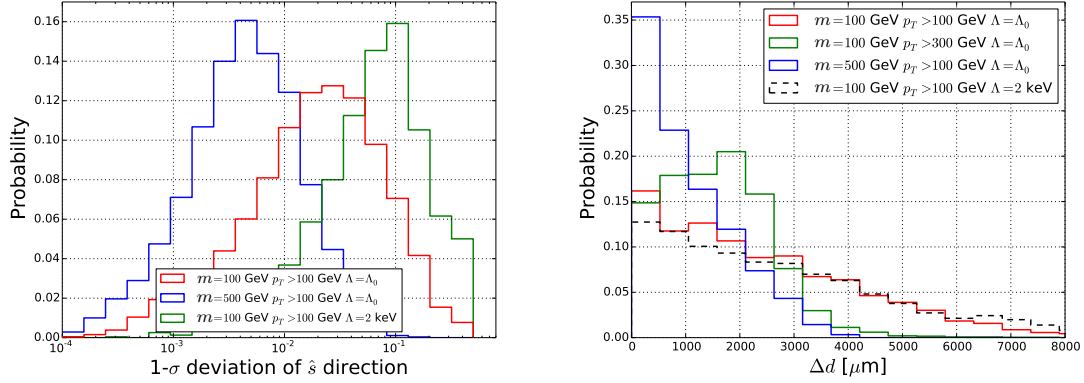 0.16
0.14
0.12
0.10
0.08
0.06
0.04
0.02
0.00
Probability
m=100 GeV p_T >100 GeV Λ=Λ_0
m=500 GeV p_T >100 GeV Λ=Λ_0
m=100 GeV p_T >100 GeV Λ=2 keV
10^-4 10^-3 10^-2 10^-1
1-σ deviation of ŝ direction
0.35
0.30
0.25
0.20
0.15
0.10
0.05
0.00
Probability
m=100 GeV p_T >100 GeV Λ=Λ_0
m=100 GeV p_T >300 GeV Λ=Λ_0
m=500 GeV p_T >100 GeV Λ=Λ_0
m=100 GeV p_T >100 GeV Λ=2 keV
0 1000 2000 3000 4000 5000 6000 7000 8000
Δd [μm]